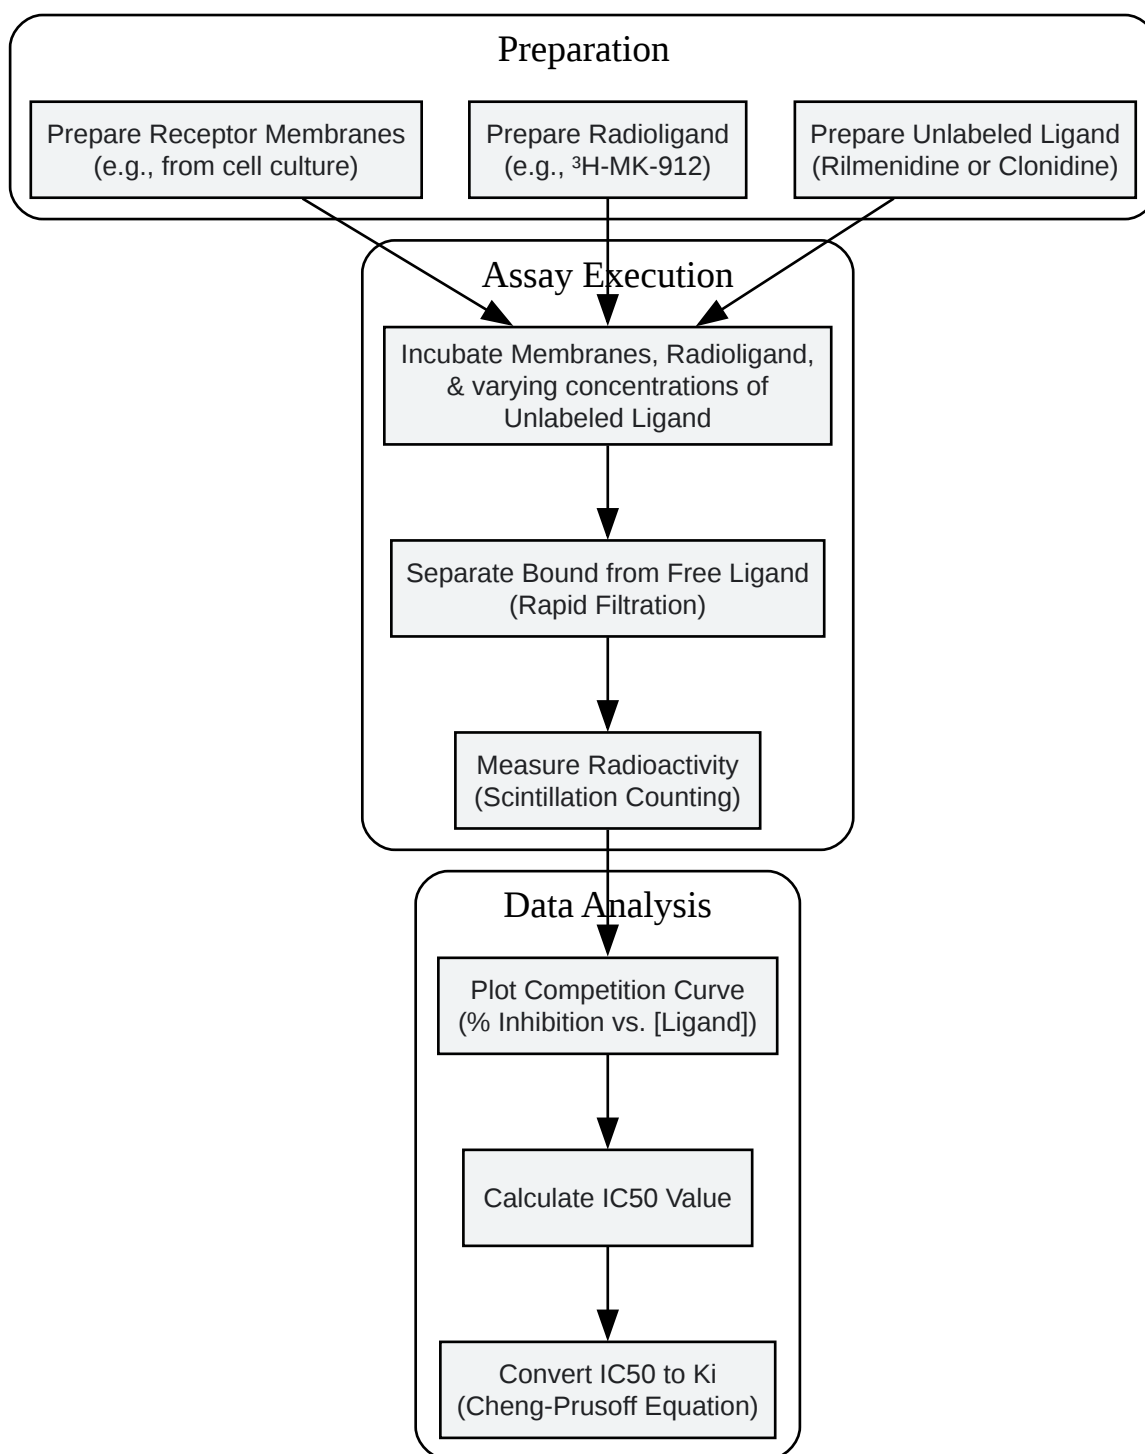 Preparation
Prepare Receptor Membranes
(e.g., from cell culture)
Prepare Radioligand
(e.g., ³H-MK-912)
Prepare Unlabeled Ligand
(Rilmenidine or Clonidine)
Assay Execution
Incubate Membranes, Radioligand,
& varying concentrations of
Unlabeled Ligand
Separate Bound from Free Ligand
(Rapid Filtration)
Measure Radioactivity
(Scintillation Counting)
Data Analysis
Plot Competition Curve
(% Inhibition vs. [Ligand])
Calculate IC50 Value
Convert IC50 to Ki
(Cheng-Prusoff Equation)